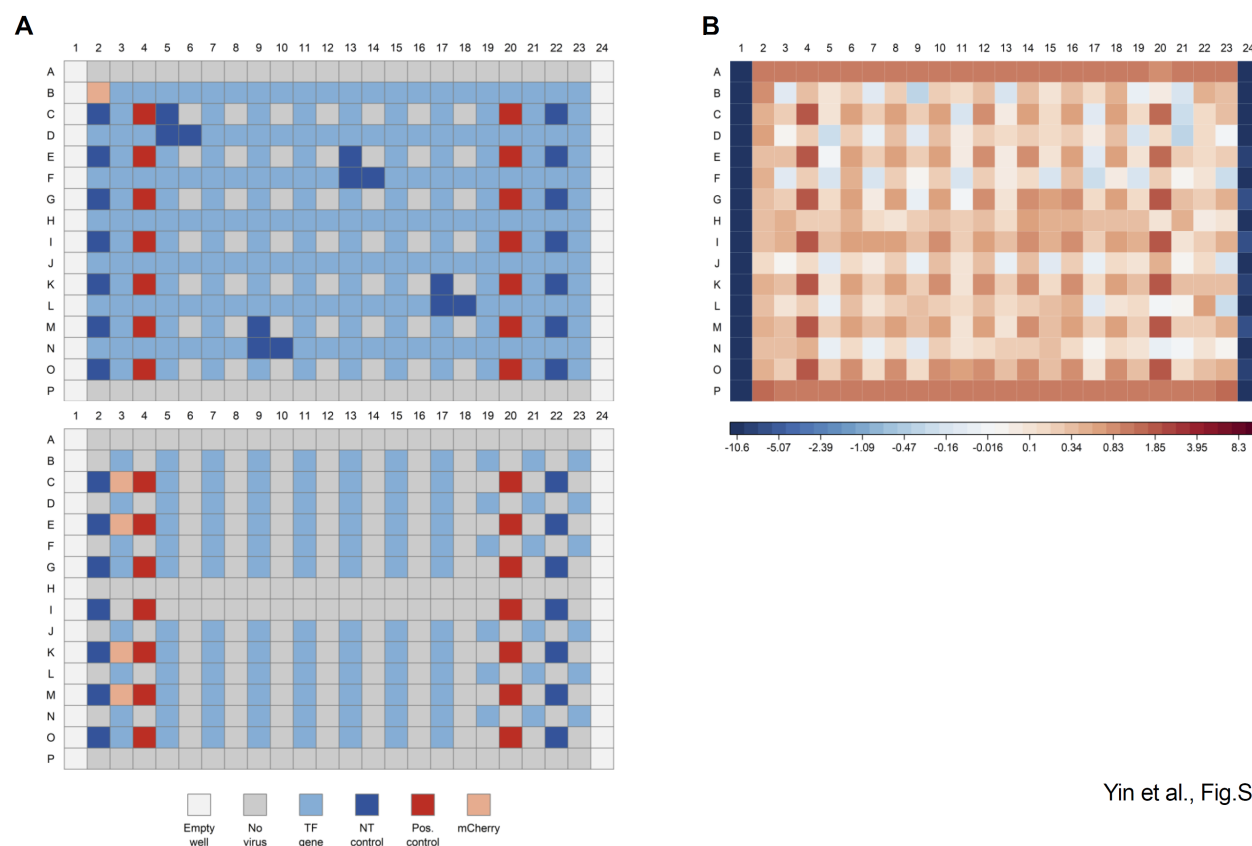 A
B
1 2 3 4 5 6 7 8 9 10 11 12 13 14 15 16 17 18 19 20 21 22 23 24
A
B
C
D
E
F
G
H
I
J
K
L
M
N
O
P
1 2 3 4 5 6 7 8 9 10 11 12 13 14 15 16 17 18 19 20 21 22 23 24
A
B
C
D
E
F
G
H
I
J
K
L
M
N
O
P
Empty well
No virus
TF gene
NT control
Pos. control
mCherry
1 2 3 4 5 6 7 8 9 10 11 12 13 14 15 16 17 18 19 20 21 22 23 24
A
B
C
D
E
F
G
H
I
J
K
L
M
N
O
P
-10.6 -5.07 -2.39 -1.09 -0.47 -0.16 -0.016 0.1 0.34 0.83 1.85 3.95 8.3
Yin et al., Fig.S